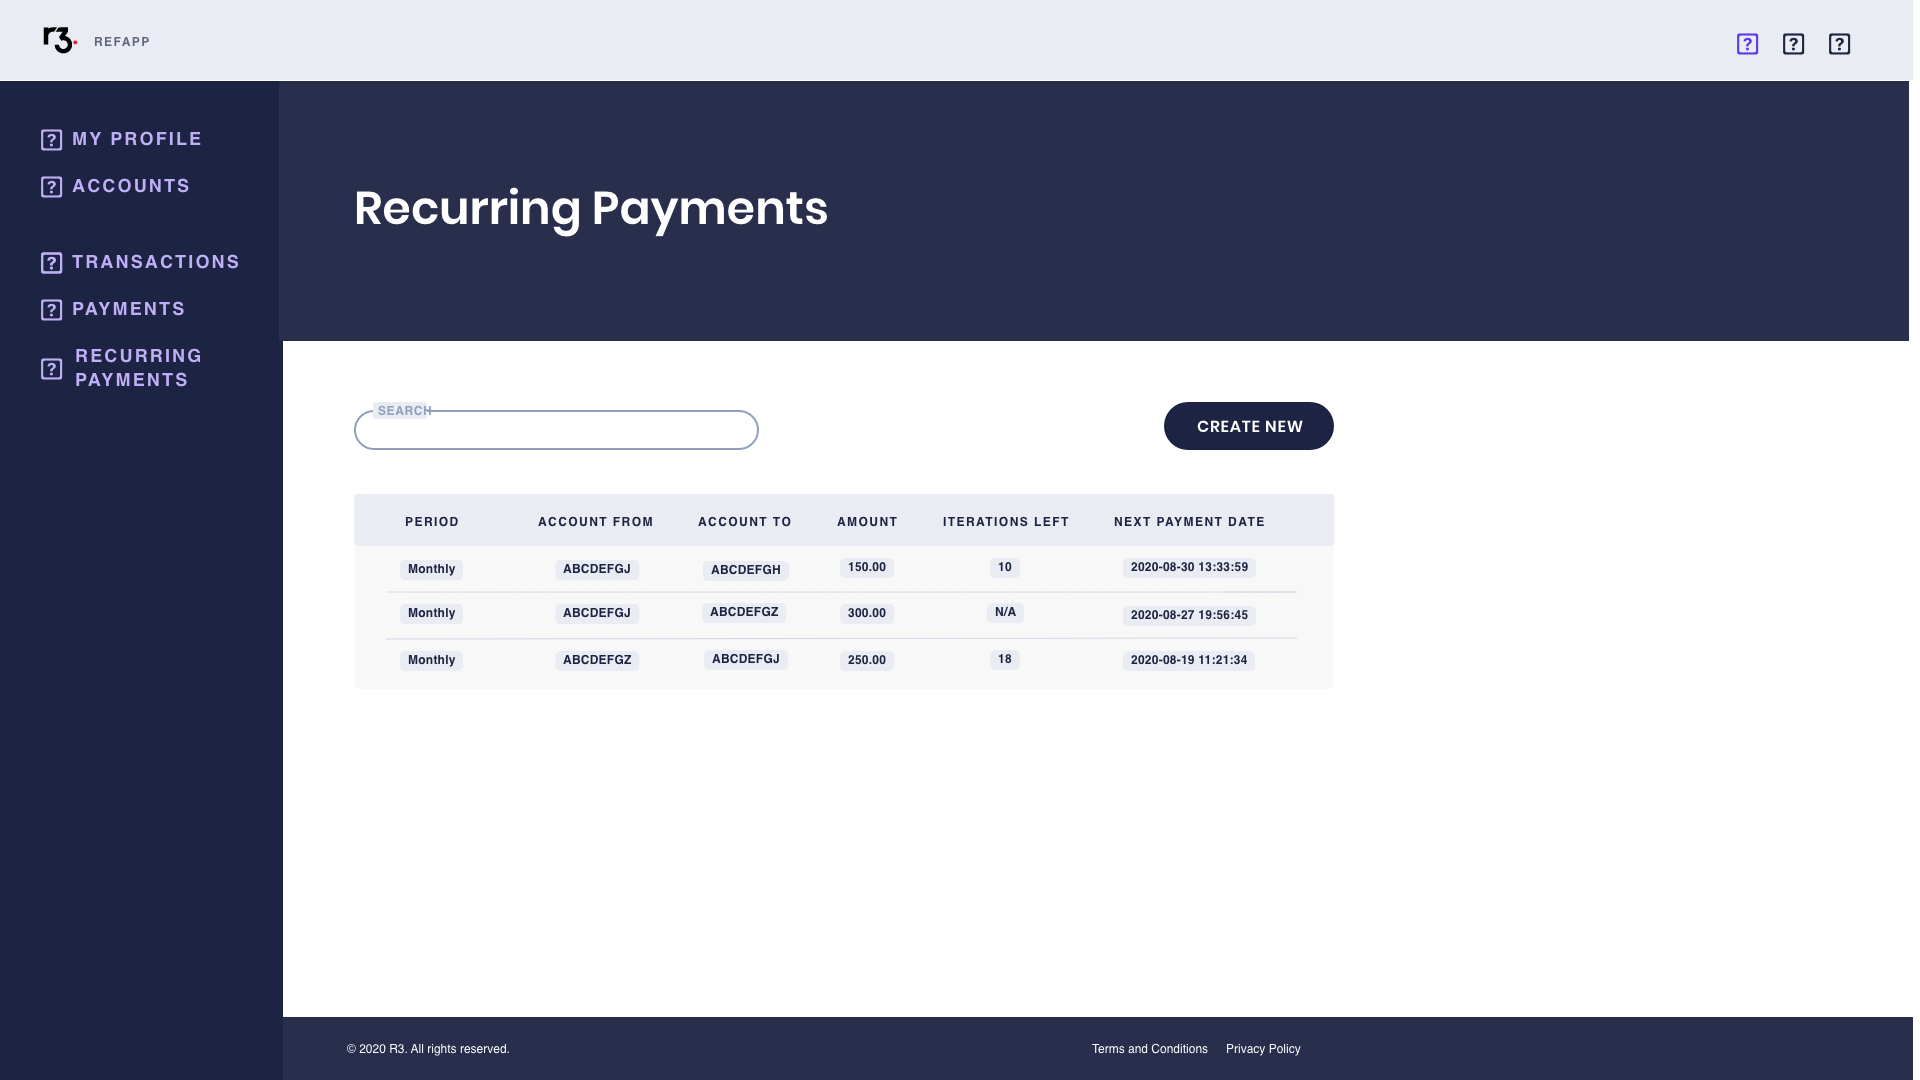 r3. REFAPP
MY PROFILE
ACCOUNTS
TRANSACTIONS
PAYMENTS
RECURRING
PAYMENTS
Recurring Payments
SEARCH
CREATE NEW
PERIOD ACCOUNT FROM ACCOUNT TO AMOUNT ITERATIONS LEFT NEXT PAYMENT DATE
Monthly ABCDEFGJ ABCDEFGH 150.00 10 2020-08-30 13:33:59
Monthly ABCDEFGJ ABCDEFGZ 300.00 N/A 2020-08-27 19:56:45
Monthly ABCDEFGZ ABCDEFGJ 250.00 18 2020-08-19 11:21:34
© 2020 R3. All rights reserved. Terms and Conditions Privacy Policy